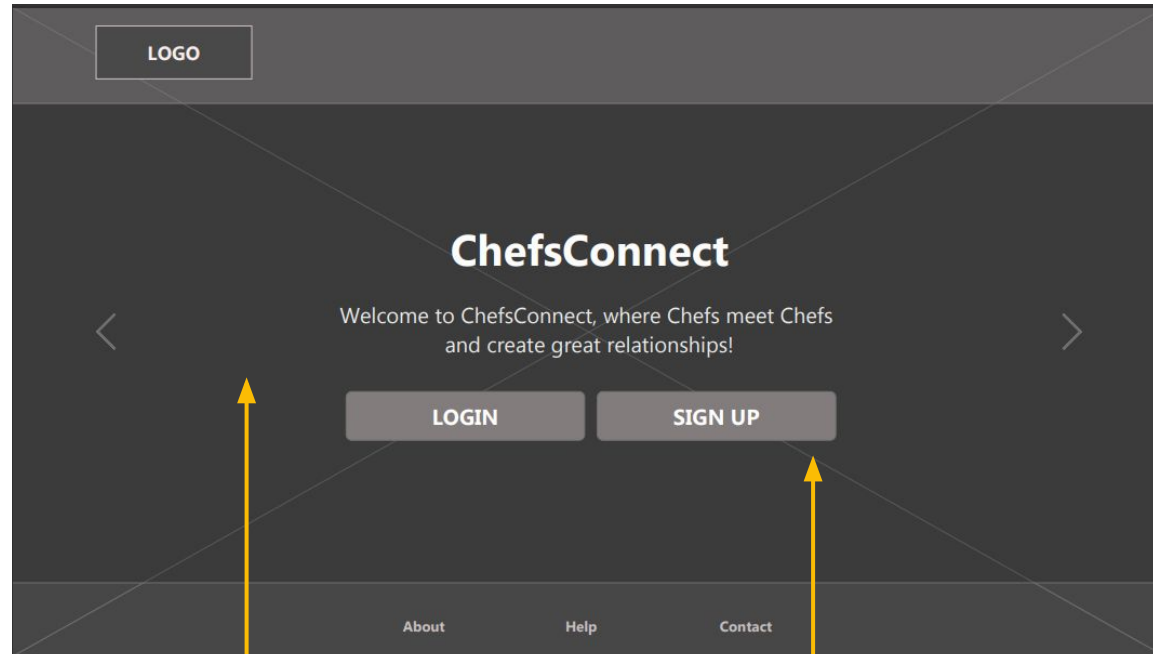 LOGO
ChefsConnect
Welcome to ChefsConnect, where Chefs meet Chefs
and create great relationships!
LOGIN SIGN UP
About Help Contact